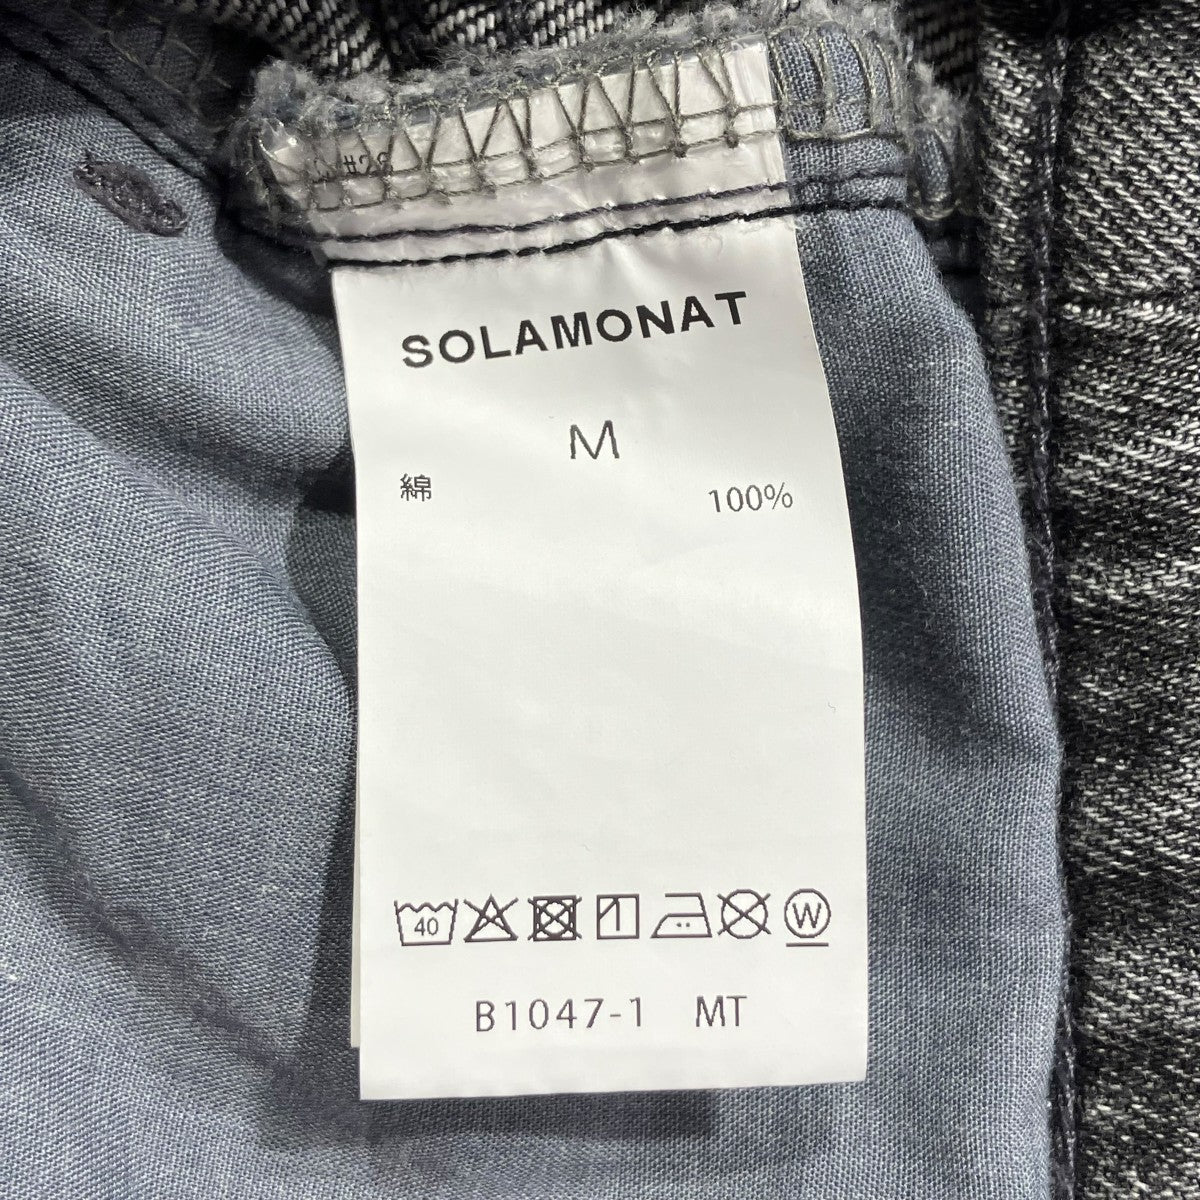 SOLAMONAT
M
綿 100%
40 W
B1047-1 MT